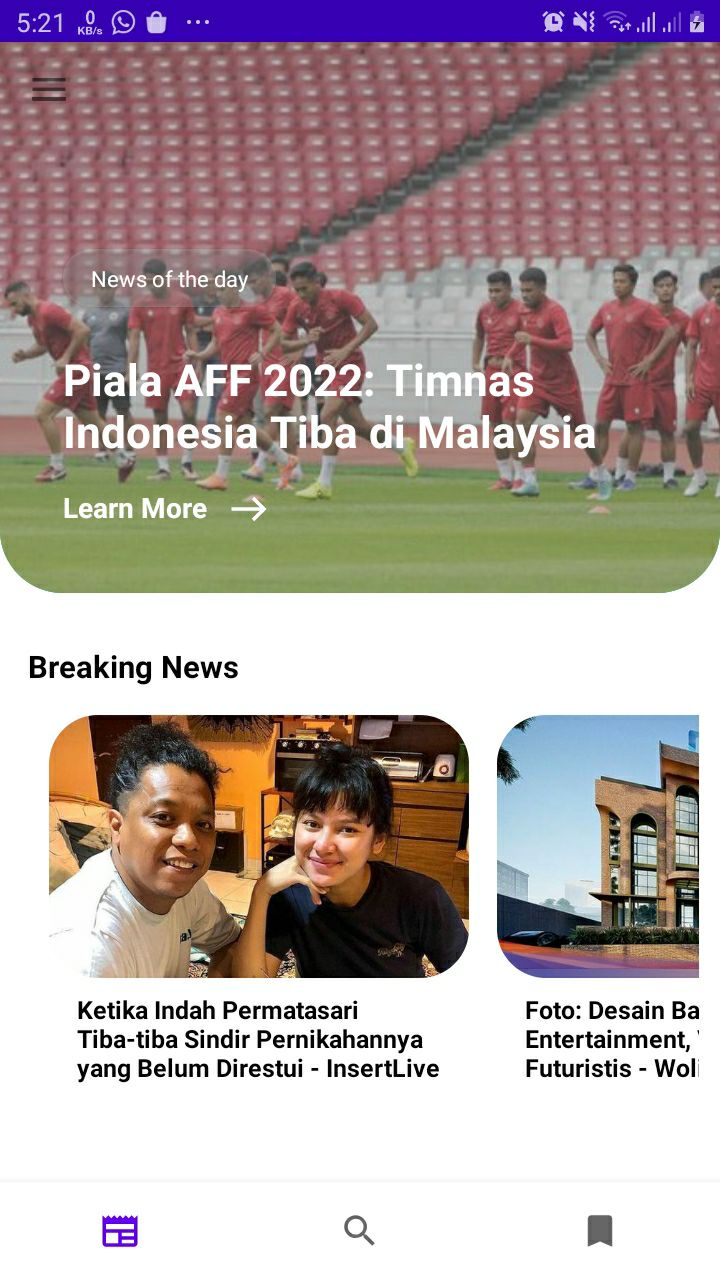 5:21 0 KB/s
News of the day
Piala AFF 2022: Timnas
Indonesia Tiba di Malaysia
Learn More
Breaking News
Ketika Indah Permatasari
Tiba-tiba Sindir Pernikahannya
yang Belum Direstui - InsertLive
Foto: Desain Ba
Entertainment,
Futuristis - Woli